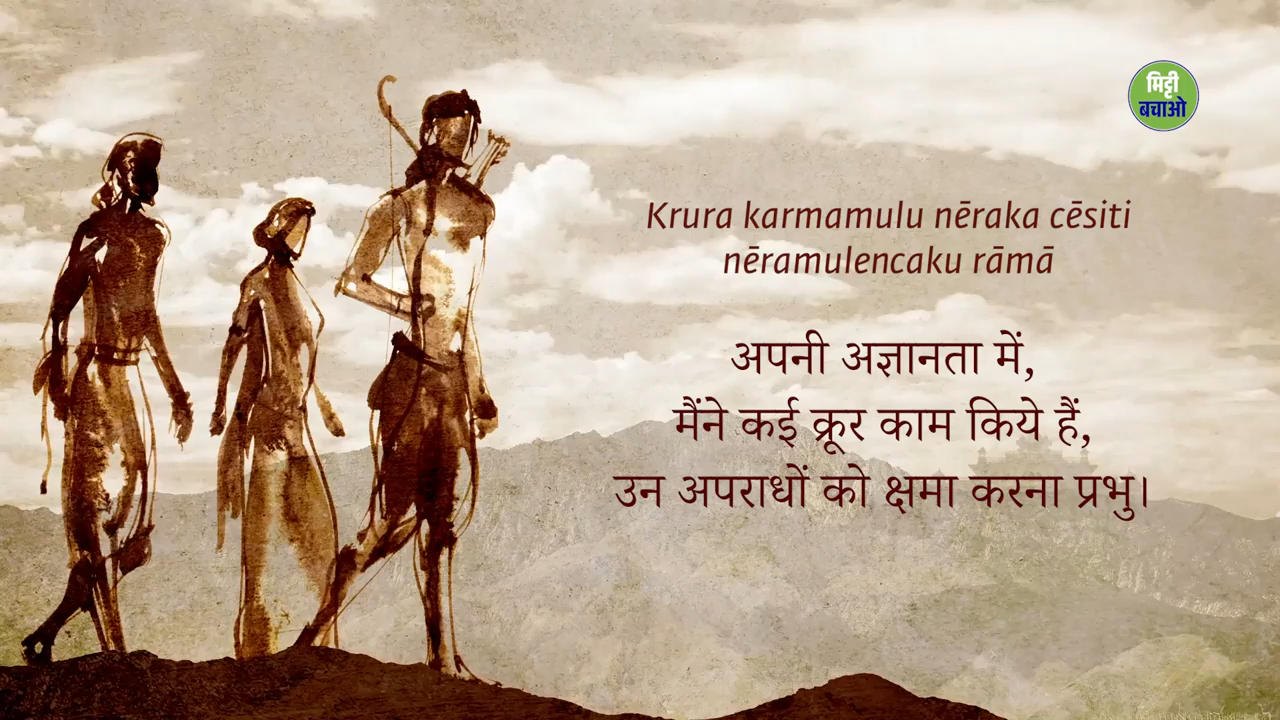 मिट्टी
बचाओ
Krura karmamulu nēraka cēsiti
nēramulencaku rāmā
अपनी अज्ञानता में,
मैंने कई क्रूर काम किये हैं,
उन अपराधों को क्षमा करना प्रभु।